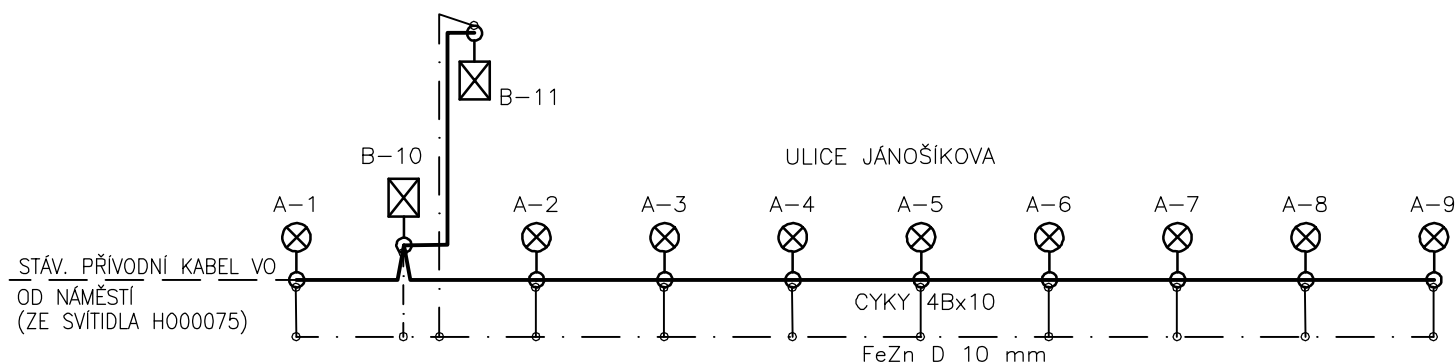 B-11
B-10
ULICE JÁNOŠÍKOVA
A-1
A-2
A-3
A-4
A-5
A-6
A-7
A-8
A-9
STÁV. PŘÍVODNÍ KABEL VO
OD NÁMĚSTÍ
(ZE SVÍTIDLA H000075)
CYKY 4Bx10
FeZn D 10 mm